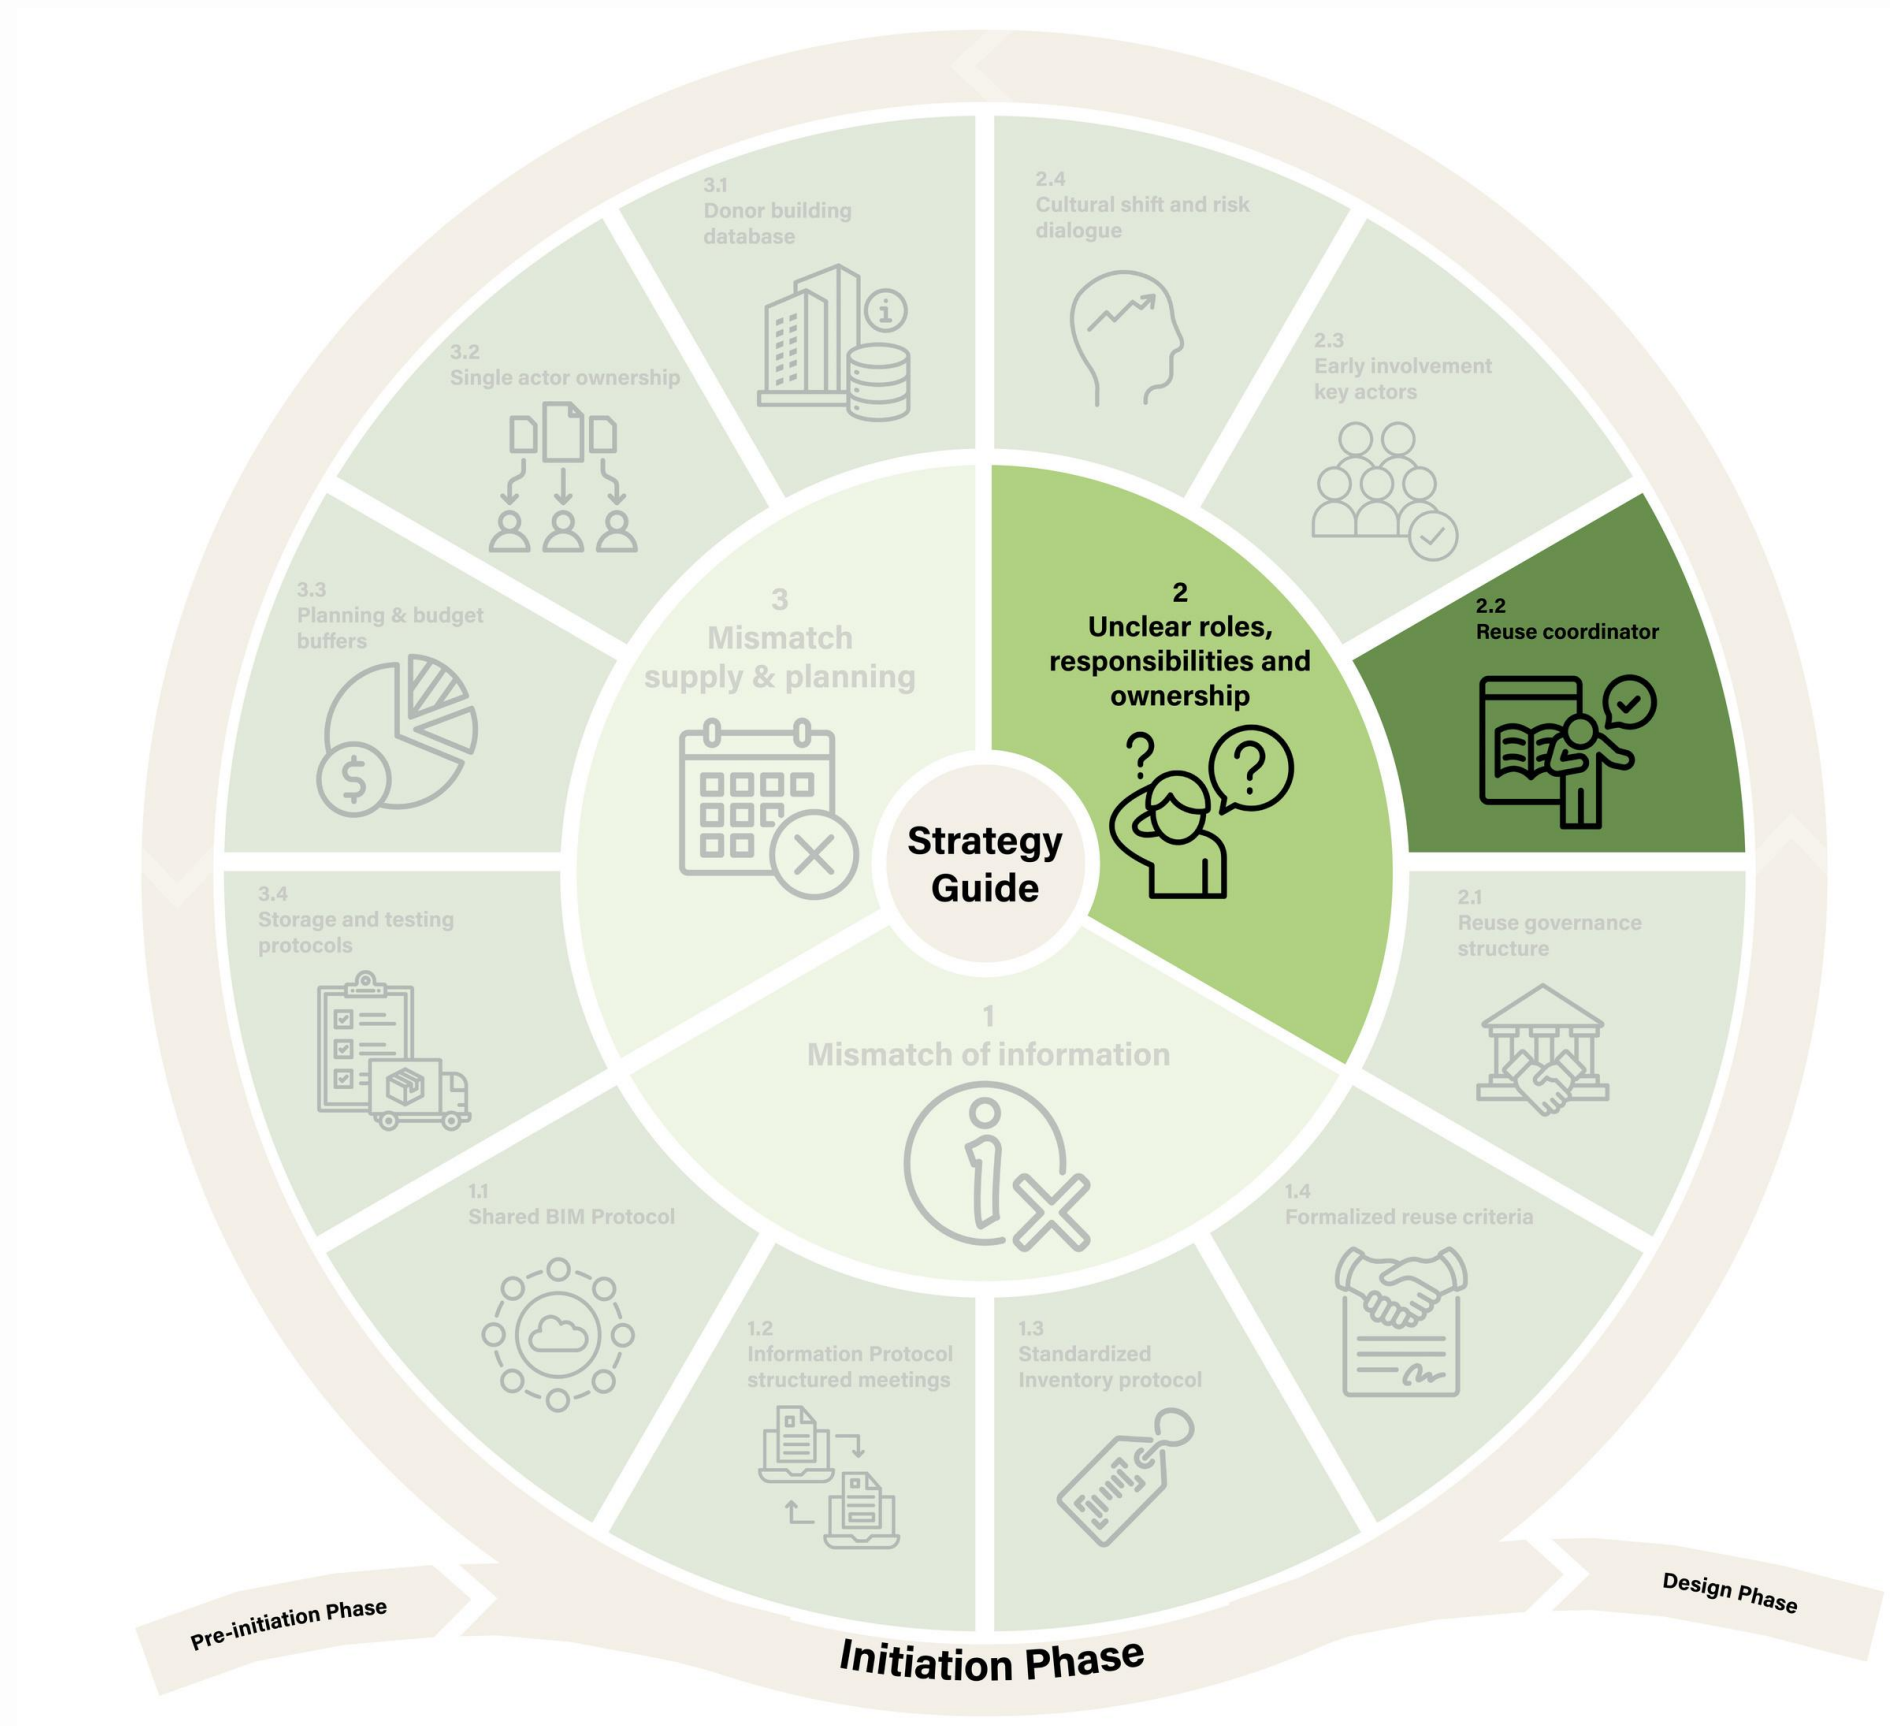 3.1
Donor building
database
2.4
Cultural shift and risk
dialogue
3.2
Single actor ownership
2.3
Early involvement
key actors
3.3
Planning & budget
buffers
$
3
Mismatch
supply & planning
2
Unclear roles,
responsibilities and
ownership
? ?
2.2
Reuse coordinator
Strategy
Guide
3.4
Storage and testing
protocols
2.1
Reuse governance
structure
1
Mismatch of information
i
1.1
Shared BIM Protocol
1.4
Formalized reuse criteria
1.2
Information Protocol
structured meetings
1.3
Standardized
Inventory protocol
Pre-initiation Phase
Initiation Phase
Design Phase